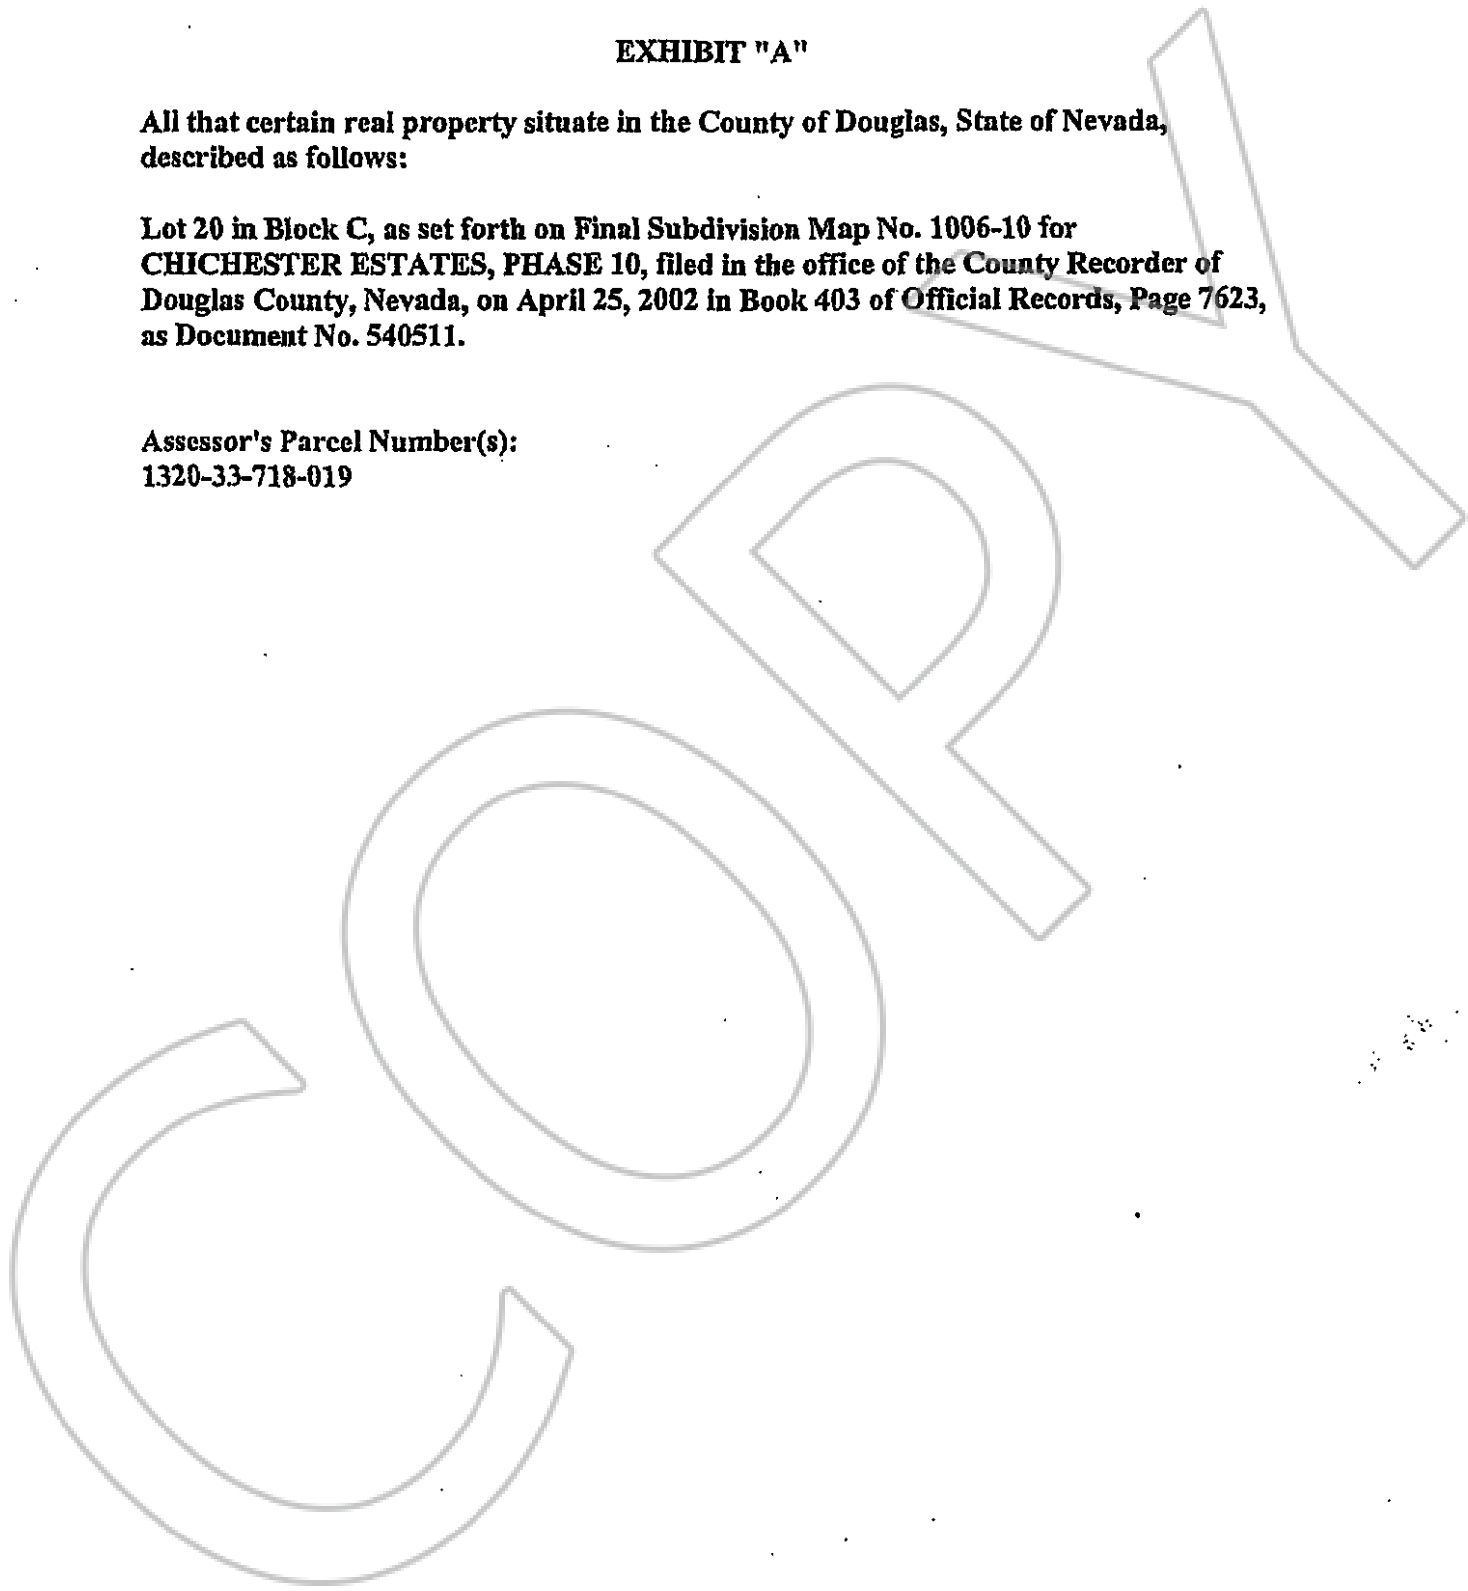 EXHIBIT "A"
All that certain real property situate in the County of Douglas, State of Nevada,
described as follows:
Lot 20 in Block C, as set forth on Final Subdivision Map No. 1006-10 for
CHICHESTER ESTATES, PHASE 10, filed in the office of the County Recorder of
Douglas County, Nevada, on April 25, 2002 in Book 403 of Official Records, Page 7623,
as Document No. 540511.
Assessor's Parcel Number(s):
1320-33-718-019
COPY